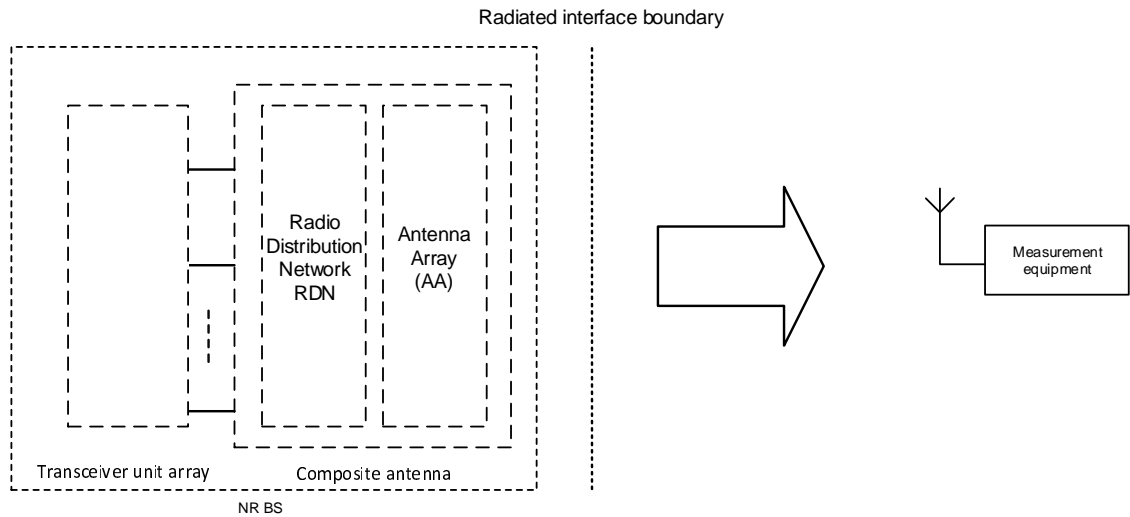 Radiated interface boundary
Radio
Distribution
Network
RDN
Antenna
Array
(AA)
Measurement
equipment
Transceiver unit array
Composite antenna
NR BS